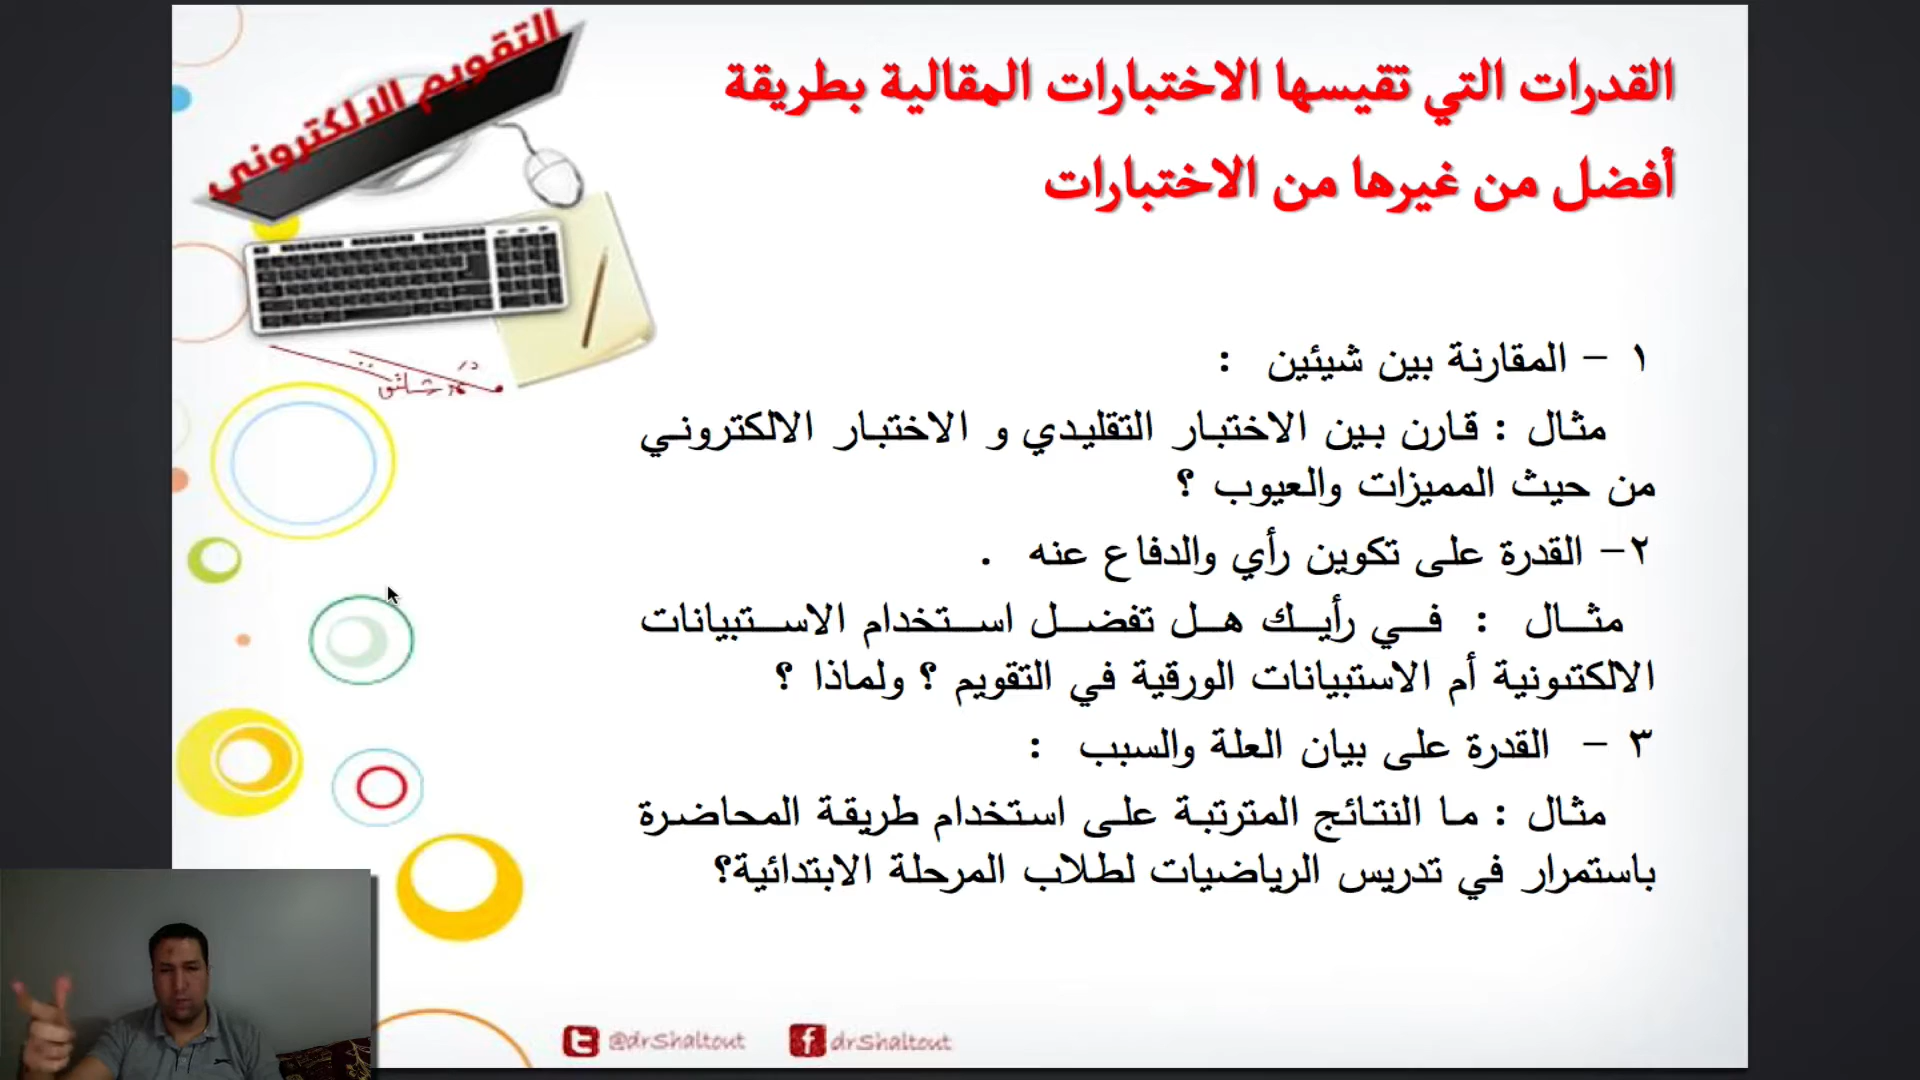 التقويم الالكتروني
القدرات التي تقيسها الاختبارات المقالية بطريقة
أفضل من غيرها من الاختبارات
١ – المقارنة بين شيئين :
مثال : قارن بين الاختبار التقليدي و الاختبار الالكتروني
من حيث المميزات والعيوب ؟
٢– القدرة على تكوين رأي والدفاع عنه .
مثال : في رأيك هل تفضل استخدام الاستبيانات
الالكتىونية أم الاستبيانات الورقية في التقويم ؟ ولماذا ؟
٣ – القدرة على بيان العلة والسبب :
مثال : ما النتائج المترتبة على استخدام طريقة المحاضرة
باستمرار في تدريس الرياضيات لطلاب المرحلة الابتدائية؟
@drShaltout drShaltout